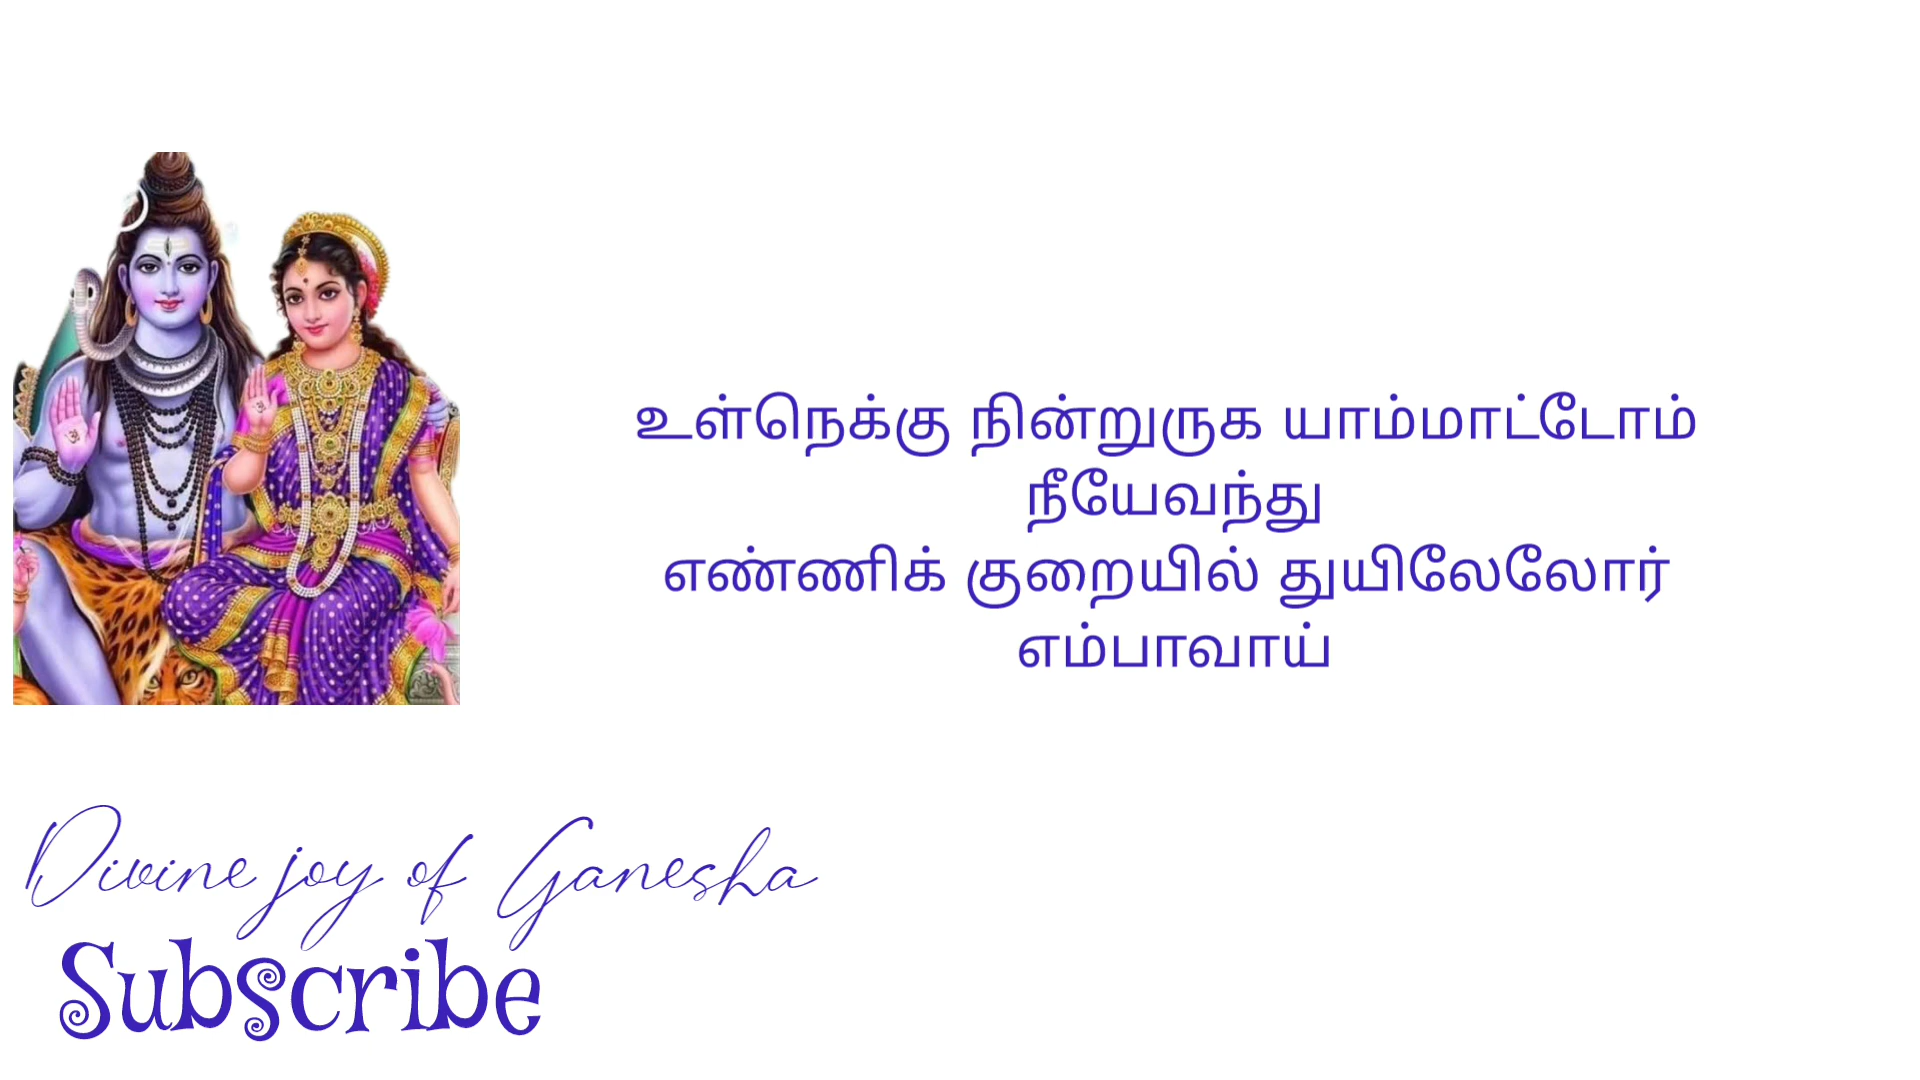 உள்நெக்கு நின்றுருக யாம்மாட்டோம்
நீயேவந்து
எண்ணிக் குறையில் துயிலேலோர்
எம்பாவாய்
Divine joy of Ganesha
Subscribe